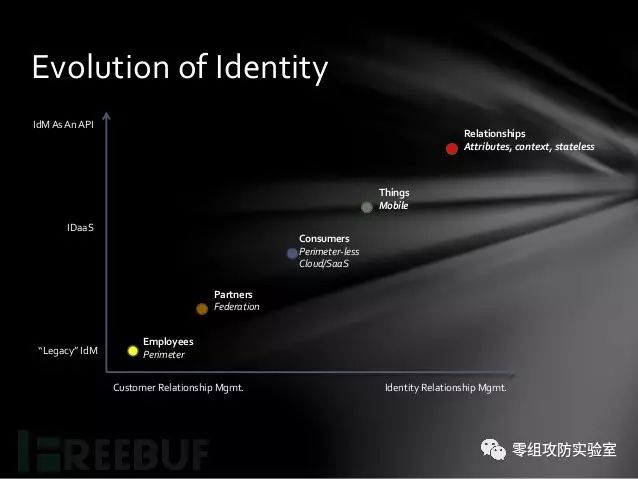 Evolution of Identity
IdM As An API
Relationships
Attributes, context, stateless
Things
Mobile
IDaaS
Consumers
Perimeter-less
Cloud/SaaS
Partners
Federation
Employees
"Legacy" IdM
Perimeter
Customer Relationship Mgmt.
Identity Relationship Mgmt.
FREEBUF
零组攻防实验室